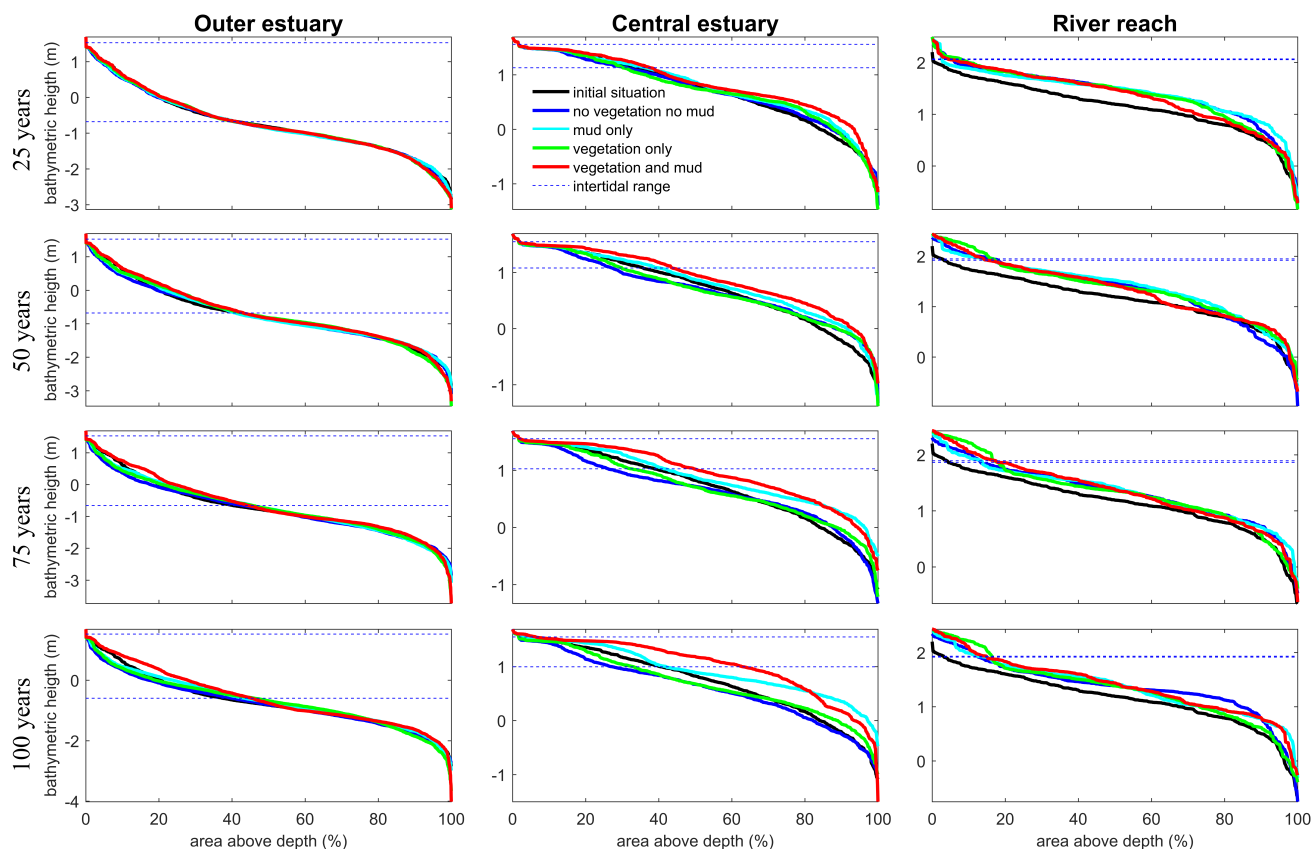 Outer estuary Central estuary River reach
25 years
bathymetric heigth (m)
1
0
-1
-2
-3
1
0
-1
2
1
0
initial situation
no vegetation no mud
mud only
vegetation only
vegetation and mud
intertidal range
50 years
bathymetric heigth (m)
1
0
-1
-2
-3
1
0
-1
2
1
0
75 years
bathymetric heigth (m)
1
0
-1
-2
-3
1
0
-1
2
1
0
100 years
bathymetric heigth (m)
0
-2
-4
1
0
-1
2
1
0
0 20 40 60 80 100 0 20 40 60 80 100 0 20 40 60 80 100
area above depth (%) area above depth (%) area above depth (%)